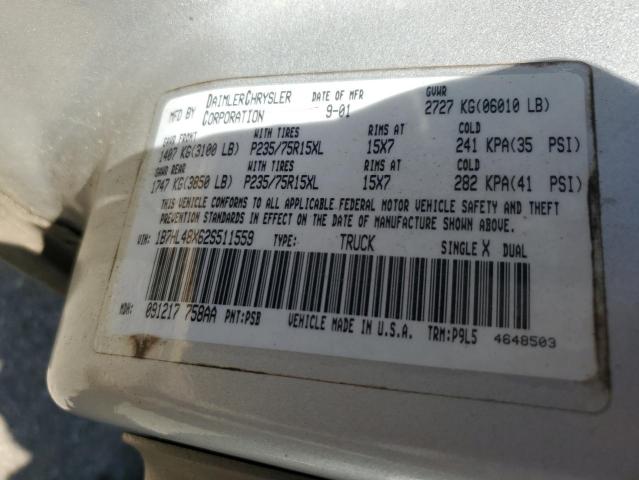 MFD BY DAIMLERCHRYSLER CORPORATION DATE OF MFR 9-01 GVWR 2727 KG(06010 LB)
GAWR FRONT WITH TIRES RIMS AT COLD
1407 KG(3100 LB) P235/75R15XL 15X7 241 KPA(35 PSI)
GAWR REAR WITH TIRES RIMS AT COLD
1747 KG(3850 LB) P235/75R15XL 15X7 282 KPA(41 PSI)
THIS VEHICLE CONFORMS TO ALL APPLICABLE FEDERAL MOTOR VEHICLE SAFETY AND THEFT
PREVENTION STANDARDS IN EFFECT ON THE DATE OF MANUFACTURE SHOWN ABOVE.
VIN: 1B7HL48X62S511559 TYPE: TRUCK SINGLE X DUAL
MDH: 091217 758AA PNT:PSB VEHICLE MADE IN U.S.A. TRM:P9L5 4648503